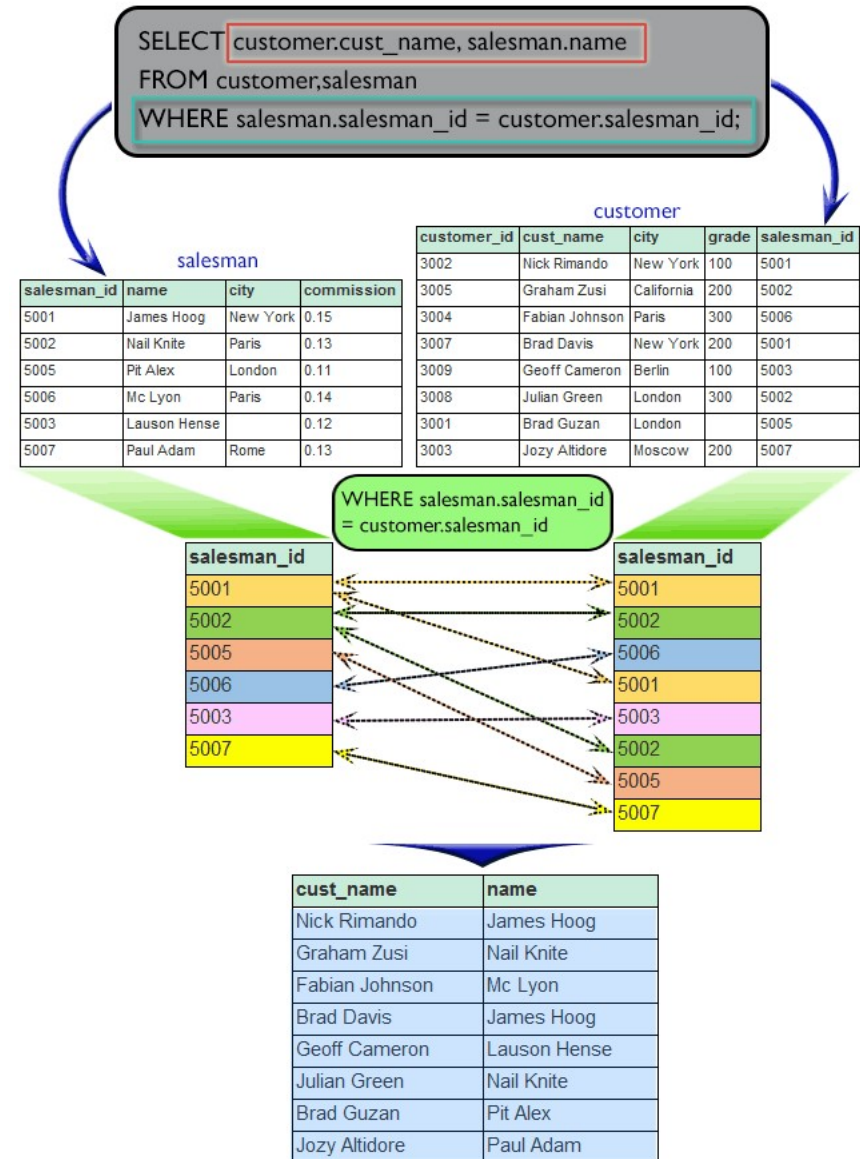 SELECT customer.cust_name, salesman.name
FROM customer,salesman
WHERE salesman.salesman_id = customer.salesman_id;
salesman
salesman_id name city commission
5001 James Hoog New York 0.15
5002 Nail Knite Paris 0.13
5005 Pit Alex London 0.11
5006 Mc Lyon Paris 0.14
5003 Lauson Hense 0.12
5007 Paul Adam Rome 0.13
customer
customer_id cust_name city grade salesman_id
3002 Nick Rimando New York 100 5001
3005 Graham Zusi California 200 5002
3004 Fabian Johnson Paris 300 5006
3007 Brad Davis New York 200 5001
3009 Geoff Cameron Berlin 100 5003
3008 Julian Green London 300 5002
3001 Brad Guzan London 5005
3003 Jozy Altidore Moscow 200 5007
WHERE salesman.salesman_id
= customer.salesman_id
salesman_id
5001
5002
5005
5006
5003
5007
salesman_id
5001
5002
5006
5001
5003
5002
5005
5007
cust_name name
Nick Rimando James Hoog
Graham Zusi Nail Knite
Fabian Johnson Mc Lyon
Brad Davis James Hoog
Geoff Cameron Lauson Hense
Julian Green Nail Knite
Brad Guzan Pit Alex
Jozy Altidore Paul Adam